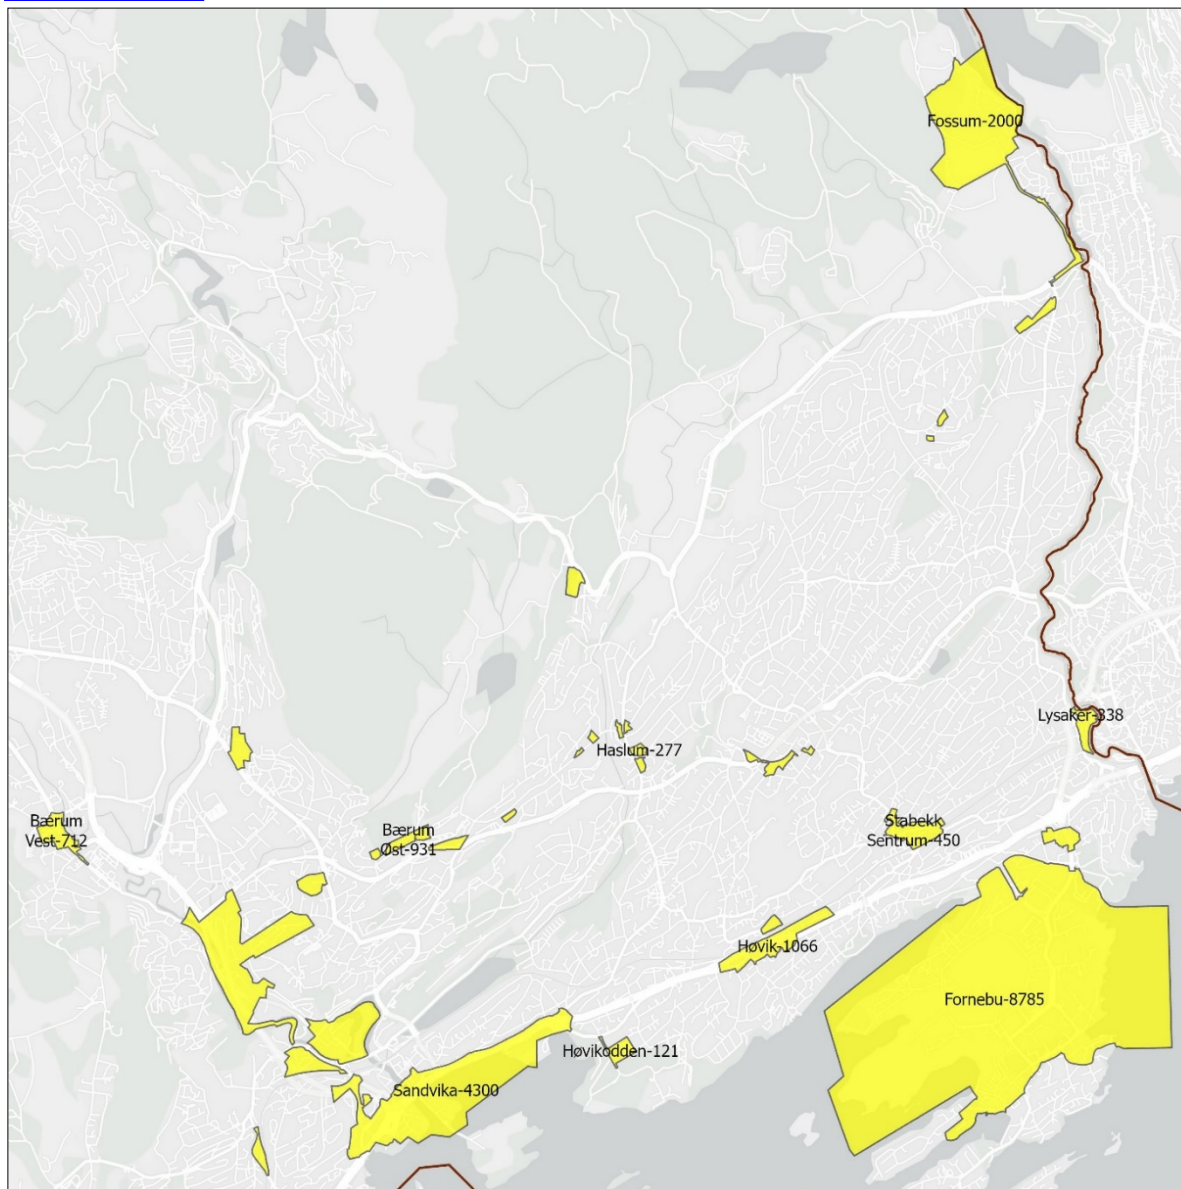 Fossum-2000
Lysaker-338
Haslum-277
Bærum
Vest-712
Bærum
Øst-931
Stabekk
Sentrum-450
Høvik-1066
Fornebu-8785
Høvikodden-121
Sandvika-4300